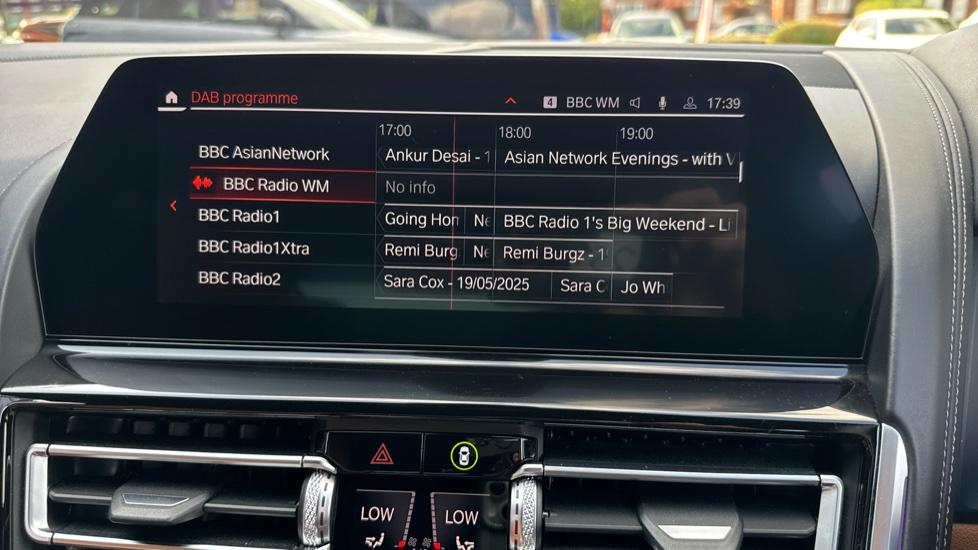 DAB programme 4 BBC WM 17:39
17:00 18:00 19:00
BBC AsianNetwork Ankur Desai - 1 Asian Network Evenings - with V
BBC Radio WM No info
BBC Radio1 Going Hom Ne BBC Radio 1's Big Weekend - Li
BBC Radio1Xtra Remi Burg Ne Remi Burgz - 1
BBC Radio2 Sara Cox - 19/05/2025 Sara C Jo Wh
LOW LOW